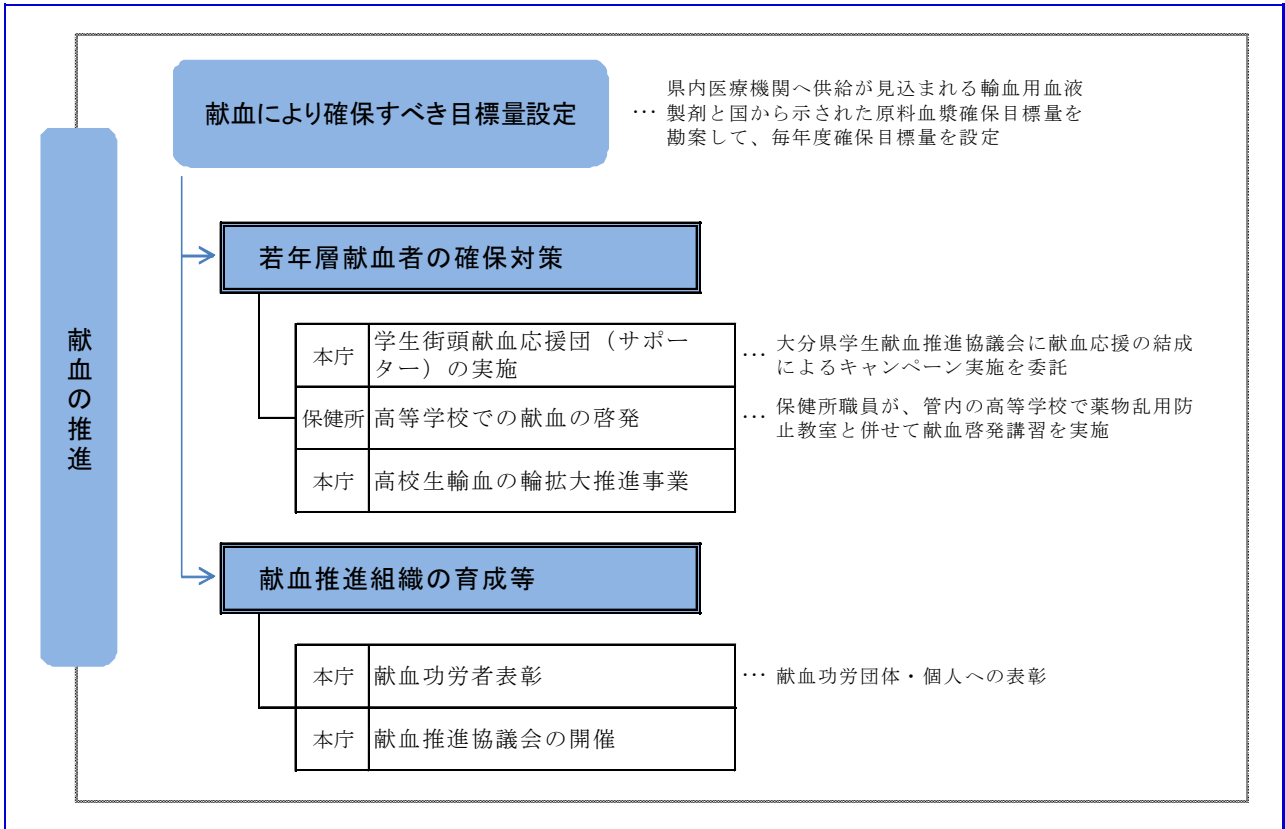 献血の推進
献血により確保すべき目標量設定
県内医療機関へ供給が見込まれる輸血用血液
… 製剤と国から示された原料血漿確保目標量を
勘案して、毎年度確保目標量を設定
若年層献血者の確保対策
本庁 学生街頭献血応援団（サポー
ター）の実施
… 大分県学生献血推進協議会に献血応援の結成
によるキャンペーン実施を委託
保健所 高等学校での献血の啓発
… 保健所職員が、管内の高等学校で薬物乱用防
止教室と併せて献血啓発講習を実施
本庁 高校生輸血の輪拡大推進事業
献血推進組織の育成等
本庁 献血功労者表彰
… 献血功労団体・個人への表彰
本庁 献血推進協議会の開催